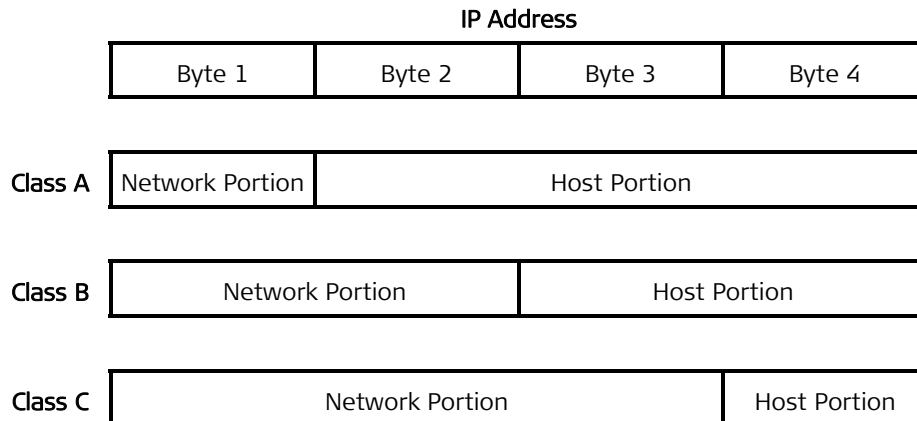 IP Address
Byte 1 Byte 2 Byte 3 Byte 4
Class A Network Portion Host Portion
Class B Network Portion Host Portion
Class C Network Portion Host Portion